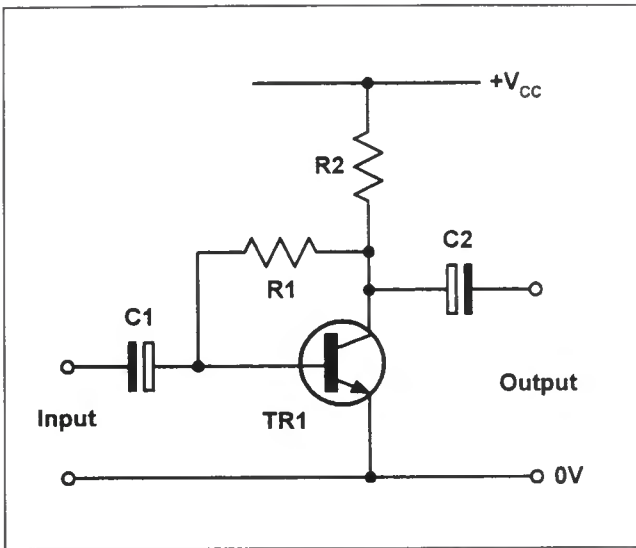 +VCC
R2
C2
R1
C1
Output
Input
TR1
0V